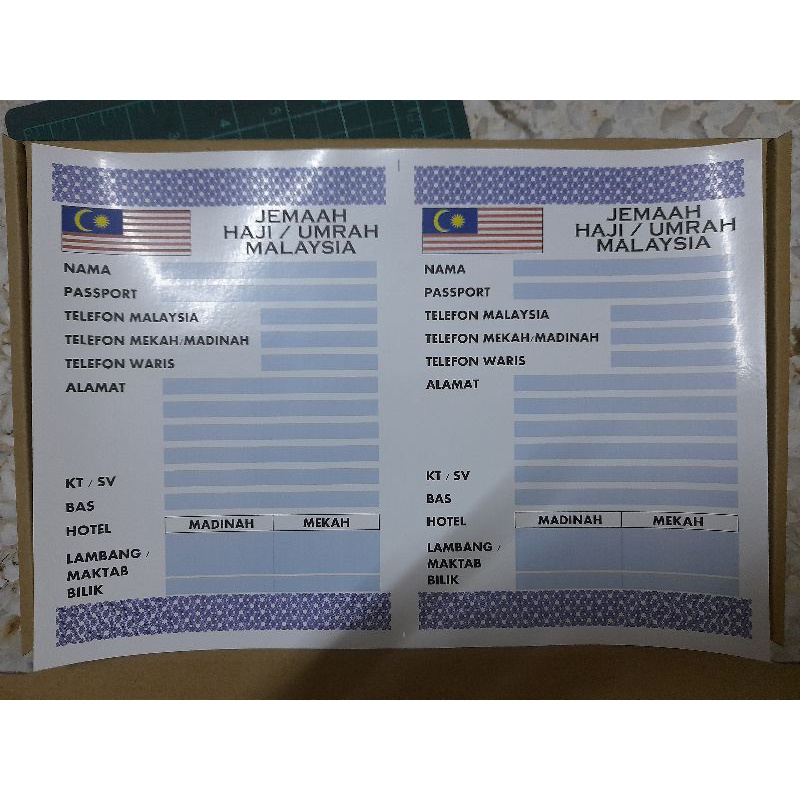 JEMAAH
HAJI / UMRAH
MALAYSIA
NAMA
PASSPORT
TELEFON MALAYSIA
TELEFON MEKAH/MADINAH
TELEFON WARIS
ALAMAT
KT / SV
BAS
HOTEL
MADINAH MEKAH
LAMBANG /
MAKTAB
BILIK
JEMAAH
HAJI / UMRAH
MALAYSIA
NAMA
PASSPORT
TELEFON MALAYSIA
TELEFON MEKAH/MADINAH
TELEFON WARIS
ALAMAT
KT / SV
BAS
HOTEL
MADINAH MEKAH
LAMBANG /
MAKTAB
BILIK